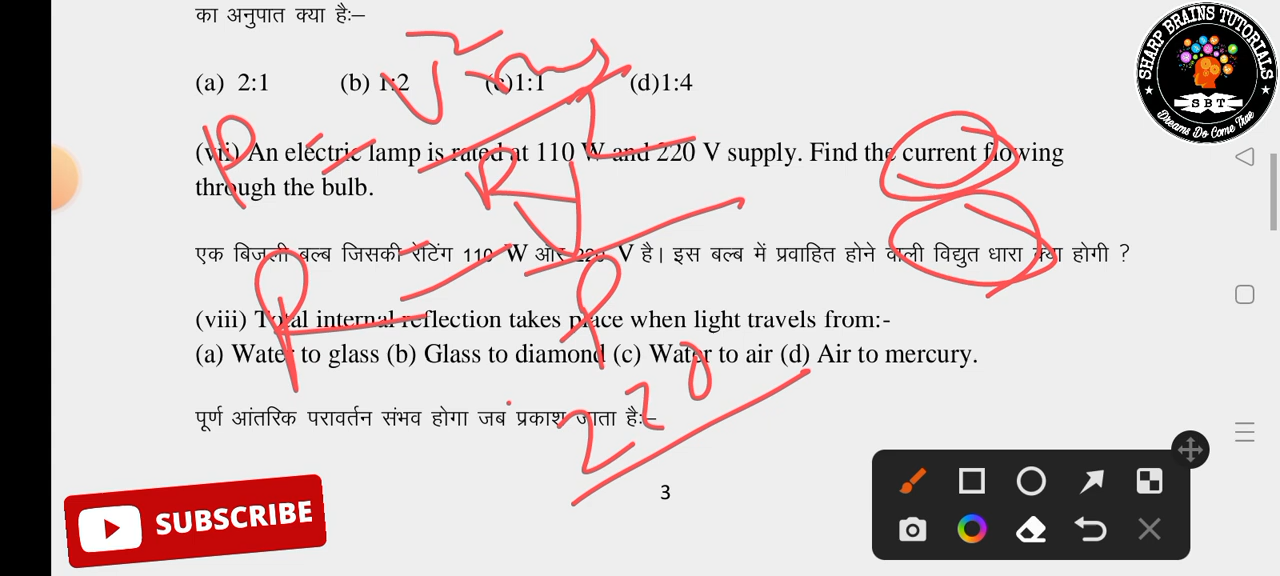 का अनुपात क्या है:–
(a) 2:1 (b) 1:2 (c)1:1 (d)1:4
(vii) An electric lamp is rated at 110 W and 220 V supply. Find the current flowing
through the bulb.
एक बिजली बल्ब जिसकी रेटिंग 110 W और 220 V है। इस बल्ब में प्रवाहित होने वाली विद्युत धारा क्या होगी ?
(viii) Total internal reflection takes place when light travels from:-
(a) Water to glass (b) Glass to diamond (c) Water to air (d) Air to mercury.
पूर्ण आंतरिक परावर्तन संभव होगा जब प्रकाश जाता है:–
220
3
SUBSCRIBE
SHARP BRAINS TUTORIALS
SBT
Dreams Do Come True